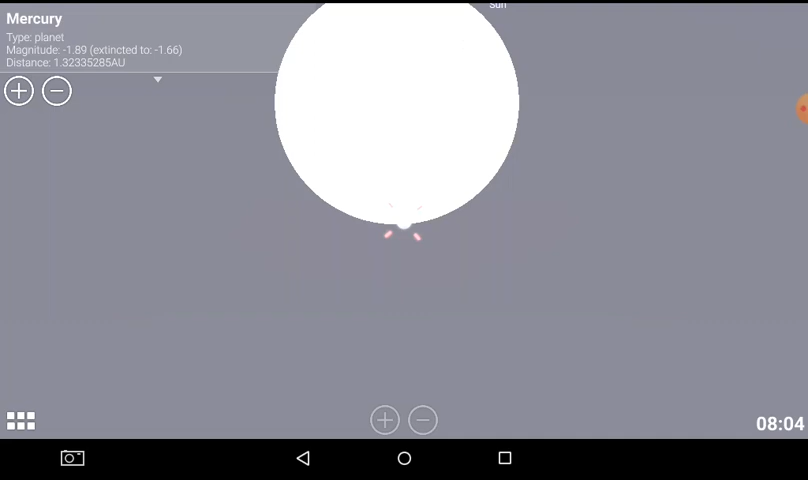 Sun
Mercury
Type: planet
Magnitude: -1.89 (extincted to: -1.66)
Distance: 1.32335285AU
08:04